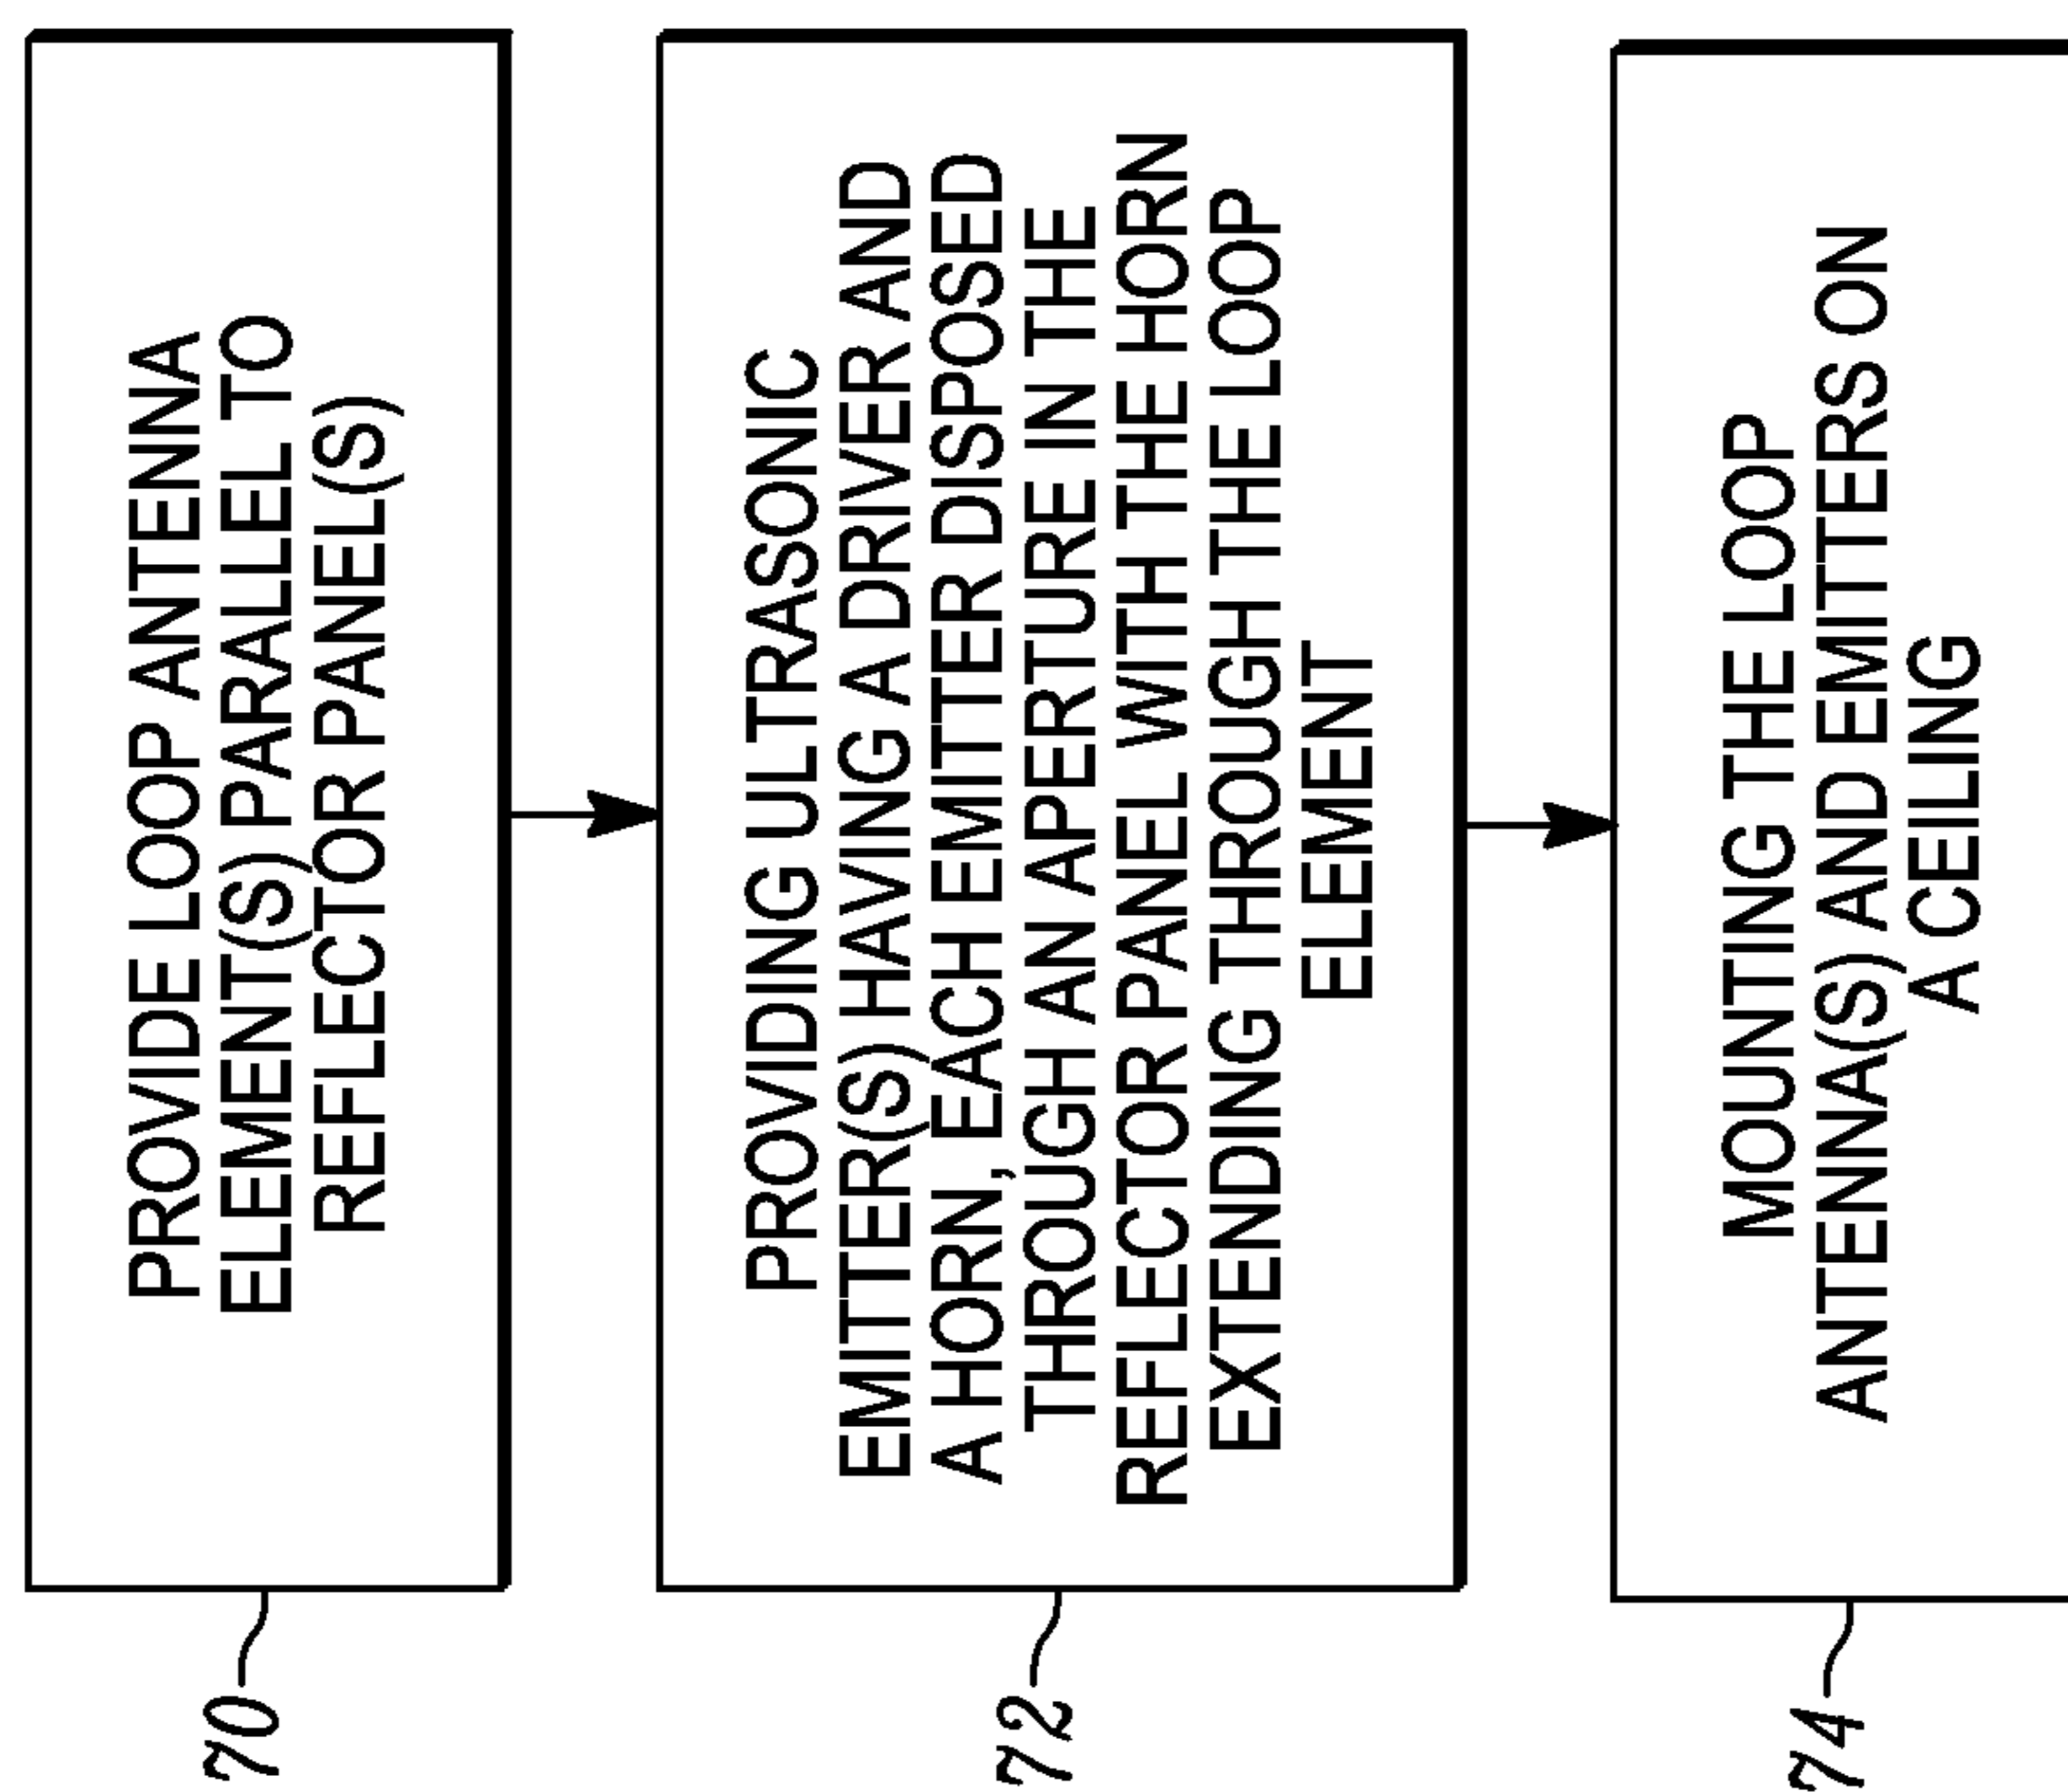 PROVIDE LOOP ANTENNA
ELEMENT(S) PARALLEL TO
REFLECTOR PANEL(S)
70
PROVIDING ULTRASONIC
EMITTER(S) HAVING A DRIVER AND
A HORN, EACH EMITTER DISPOSED
THROUGH AN APERTURE IN THE
REFLECTOR PANEL WITH THE HORN
EXTENDING THROUGH THE LOOP
ELEMENT
72
MOUNTING THE LOOP
ANTENNA(S) AND EMITTERS ON
A CEILING
74